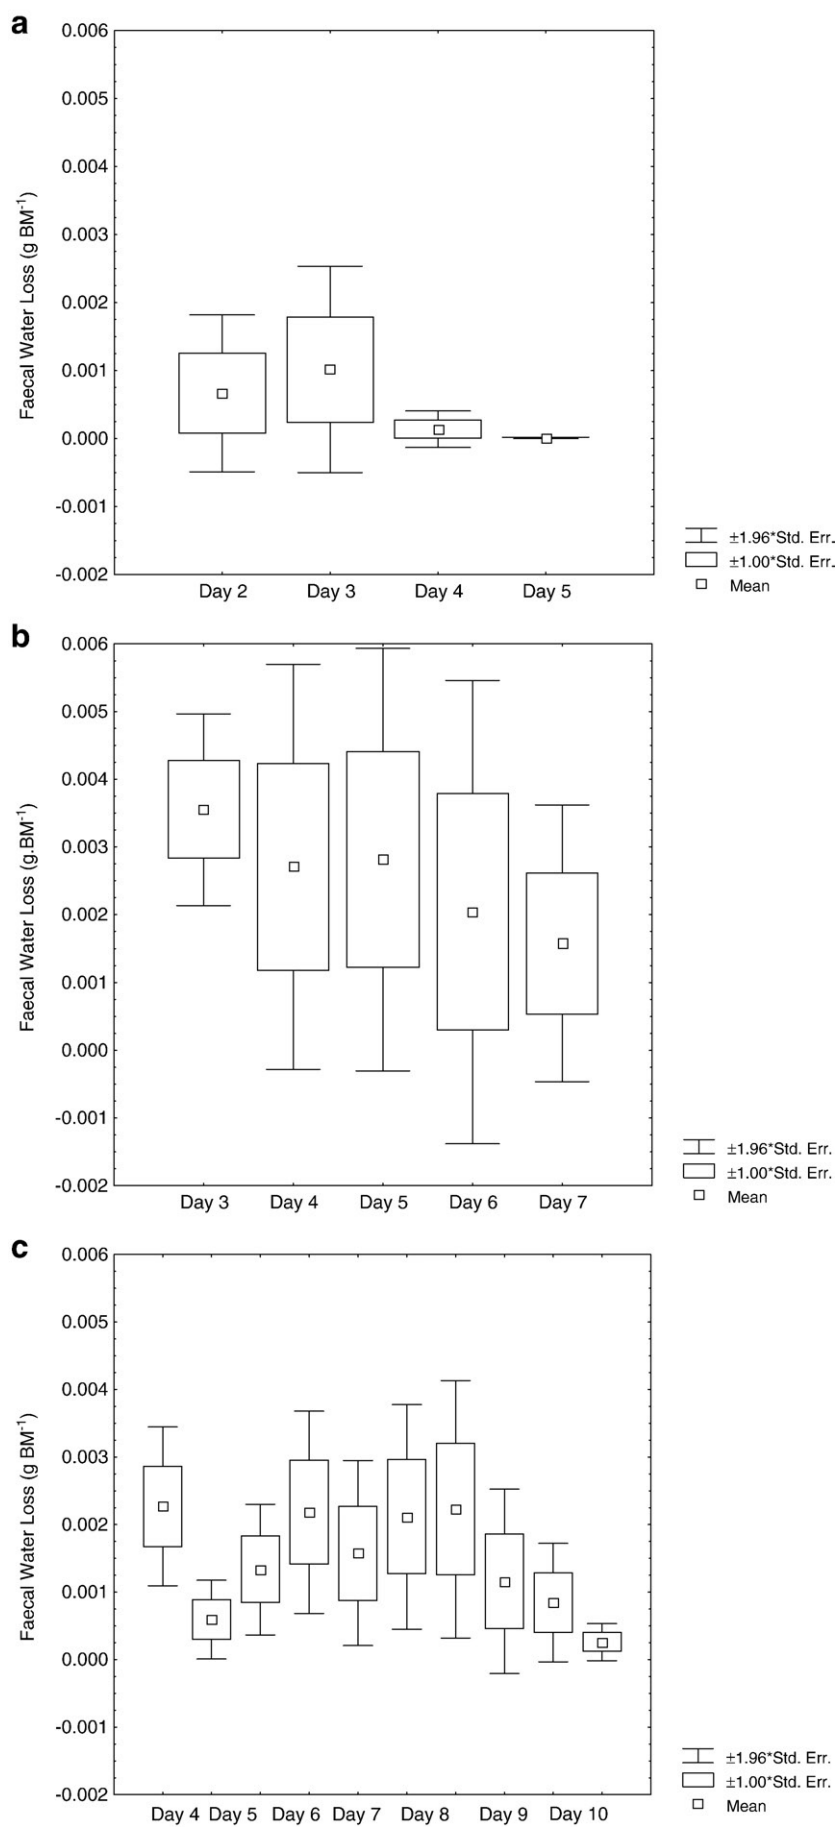 a
0.006
0.005
0.004
0.003
0.002
0.001
0.000
-0.001
-0.002
Faecal Water Loss (g BM-1)
Day 2 Day 3 Day 4 Day 5
±1.96*Std. Err.
±1.00*Std. Err.
Mean
b
0.006
0.005
0.004
0.003
0.002
0.001
0.000
-0.001
-0.002
Faecal Water Loss (g.BM-1)
Day 3 Day 4 Day 5 Day 6 Day 7
±1.96*Std. Err.
±1.00*Std. Err.
Mean
c
0.006
0.005
0.004
0.003
0.002
0.001
0.000
-0.001
-0.002
Faecal Water Loss (g BM-1)
Day 4 Day 5 Day 6 Day 7 Day 8 Day 9 Day 10
±1.96*Std. Err.
±1.00*Std. Err.
Mean